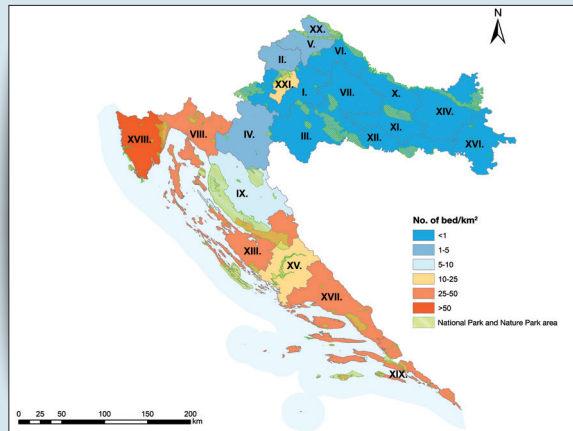 N
XX.
V.
VI.
II.
XXI.
I.
VII.
X.
XIV.
XVIII.
VIII.
IV.
III.
XII.
XI.
XVI.
IX.
No. of bed/km²
<1
1-5
5-10
10-25
25-50
>50
National Park and Nature Park area
XIII.
XV.
XVII.
XIX.
0 25 50 100 150 200
km